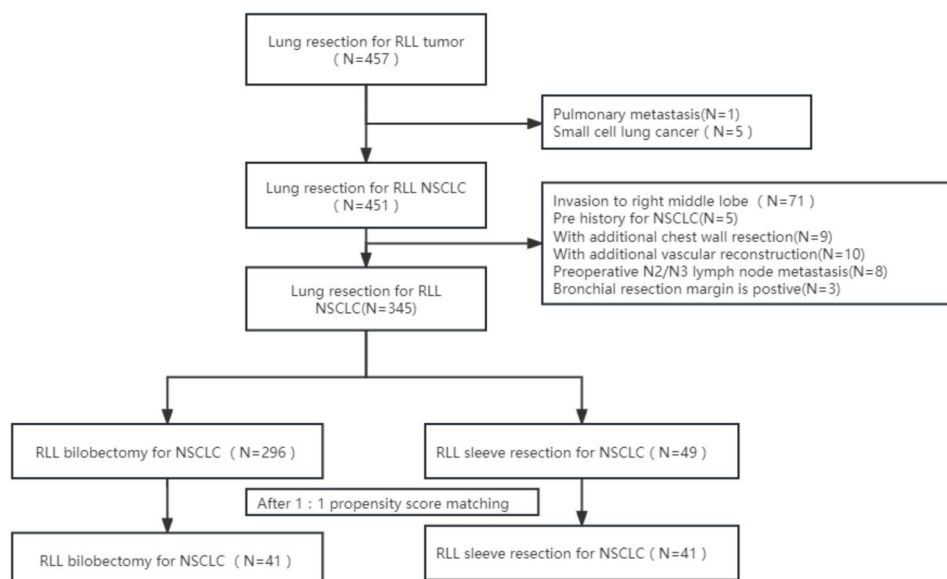 Lung resection for RLL tumor
（N=457）
Pulmonary metastasis(N=1)
Small cell lung cancer（N=5）
Lung resection for RLL NSCLC
（N=451）
Invasion to right middle lobe （N=71）
Pre history for NSCLC(N=5)
With additional chest wall resection(N=9)
With additional vascular reconstruction(N=10)
Preoperative N2/N3 lymph node metastasis(N=8)
Bronchial resection margin is postive(N=3)
Lung resection for RLL
NSCLC(N=345)
RLL bilobectomy for NSCLC（N=296）
RLL sleeve resection for NSCLC（N=49）
After 1：1 propensity score matching
RLL bilobectomy for NSCLC（N=41）
RLL sleeve resection for NSCLC（N=41）